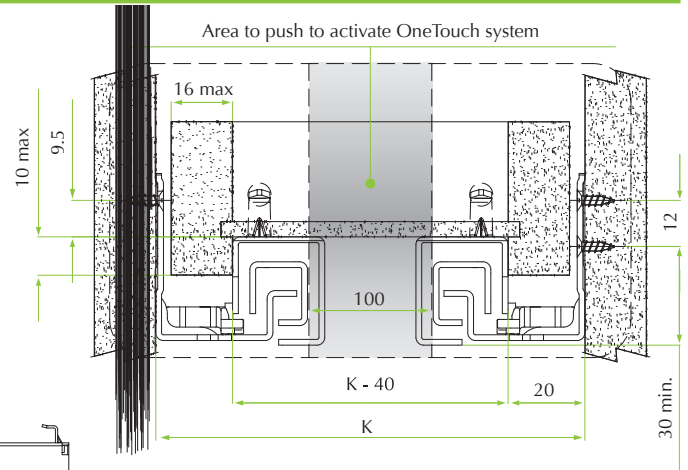 Area to push to activate OneTouch system
16 max
10 max
9.5
12
100
K - 40
20
K
30 min.